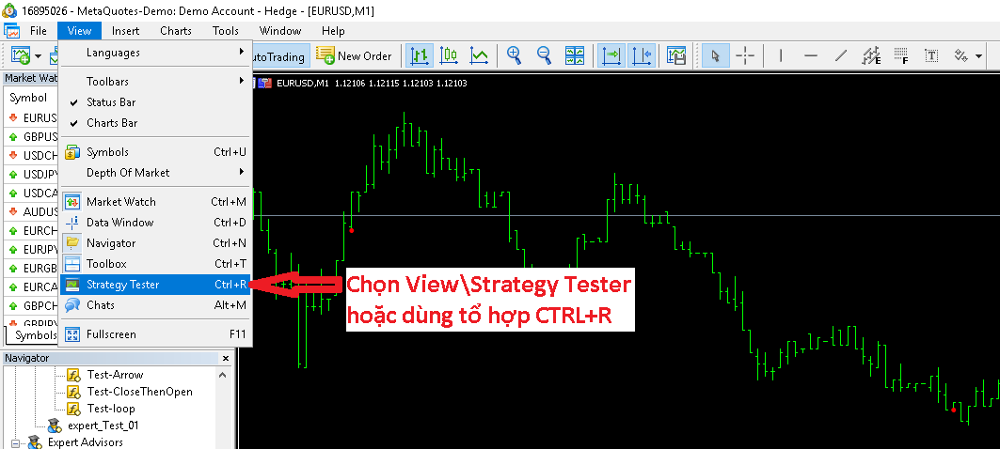 16895026 - MetaQuotes-Demo: Demo Account - Hedge - [EURUSD,M1]
File View Insert Charts Tools Window Help
Languages
AutoTrading New Order
Market Wat
Symbol
EURUS
GBPUS
USDCH
USDJPY
USDCA
AUDUS
EURCH
EURJPY
EURGB
EURCA
GBPCH
GBPJP
Symbols
Toolbars
Status Bar
Charts Bar
Symbols Ctrl+U
Depth Of Market
Market Watch Ctrl+M
Data Window Ctrl+D
Navigator Ctrl+N
Toolbox Ctrl+T
Strategy Tester Ctrl+R
Chats Alt+M
Fullscreen F11
EURUSD,M1 1.12106 1.12115 1.12103 1.12103
Chọn View\Strategy Tester
hoặc dùng tổ hợp CTRL+R
Navigator
Test-Arrow
Test-CloseThenOpen
Test-loop
expert_Test_01
Expert Advisors